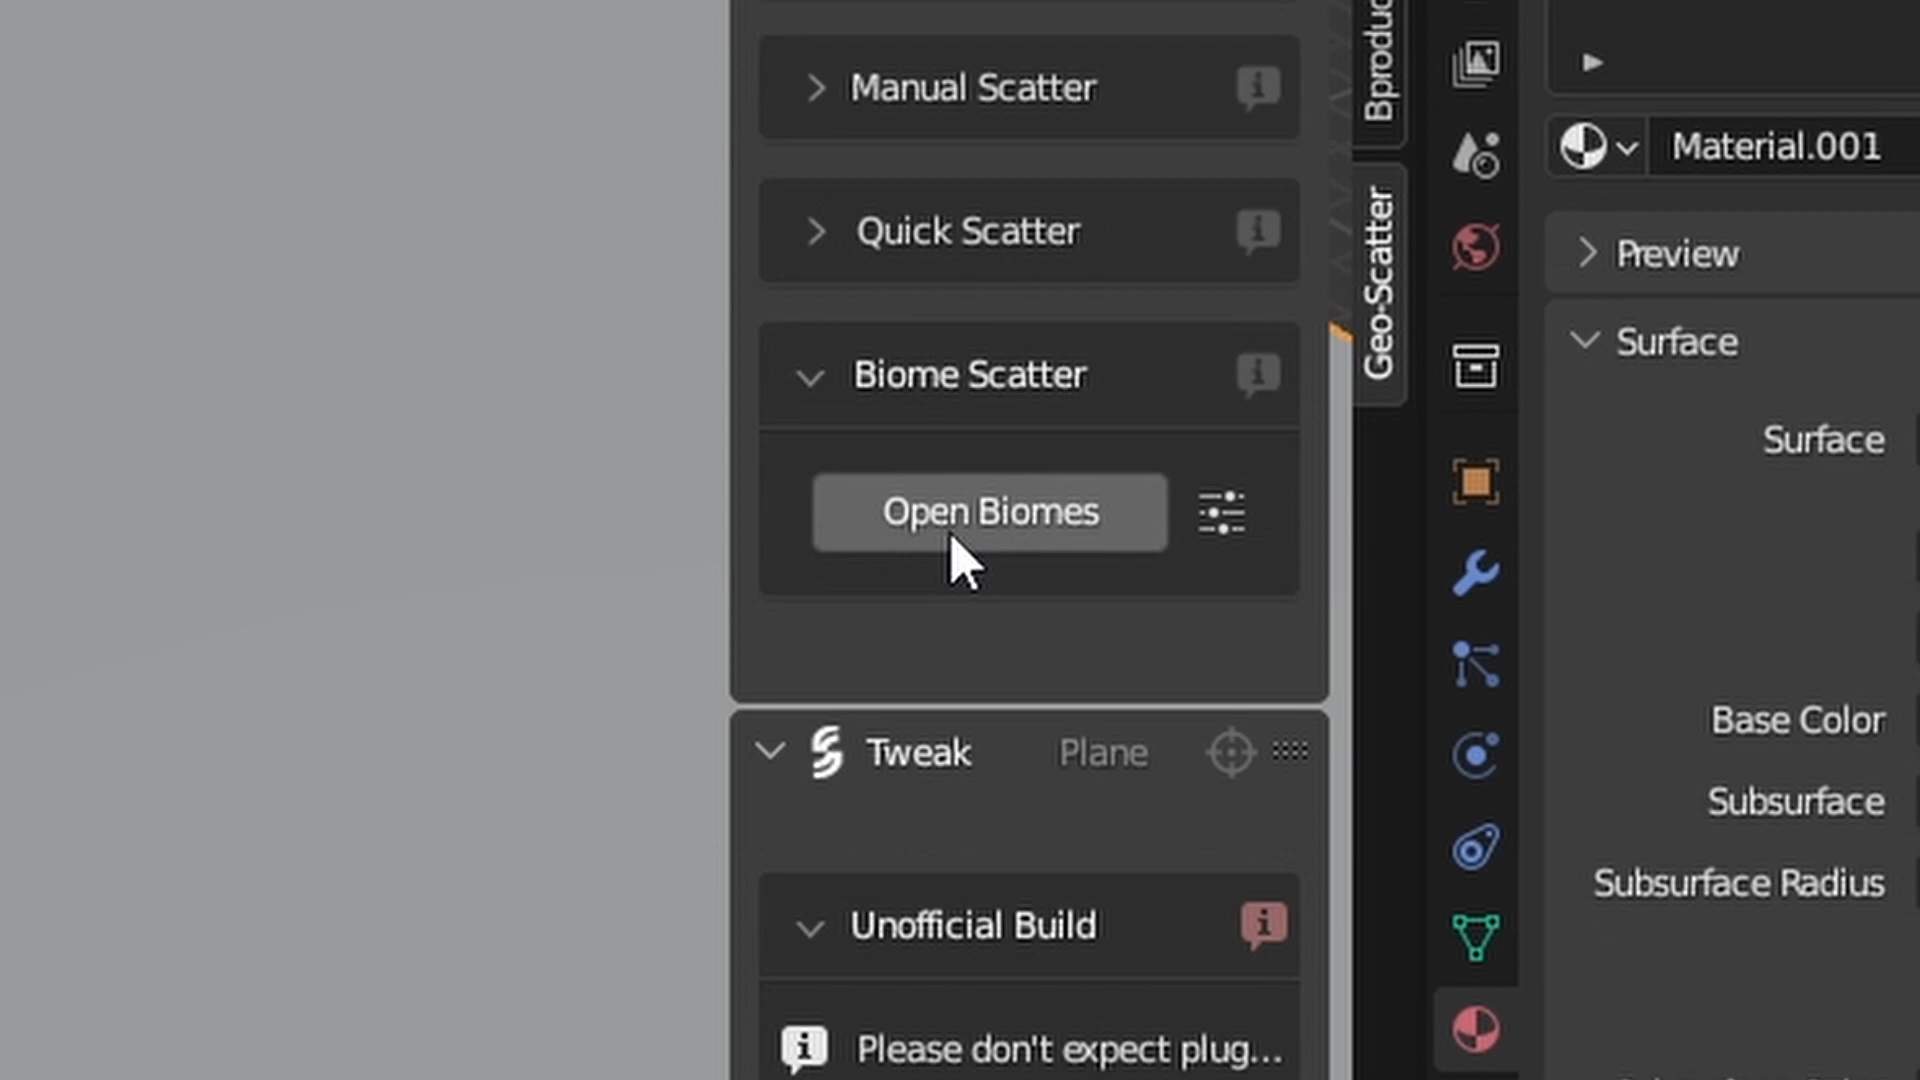 Manual Scatter
Quick Scatter
Biome Scatter
Open Biomes
Tweak Plane
Unofficial Build
Please don't expect plug...
Geo-Scatter
Material.001
Preview
Surface
Surface
Base Color
Subsurface
Subsurface Radius